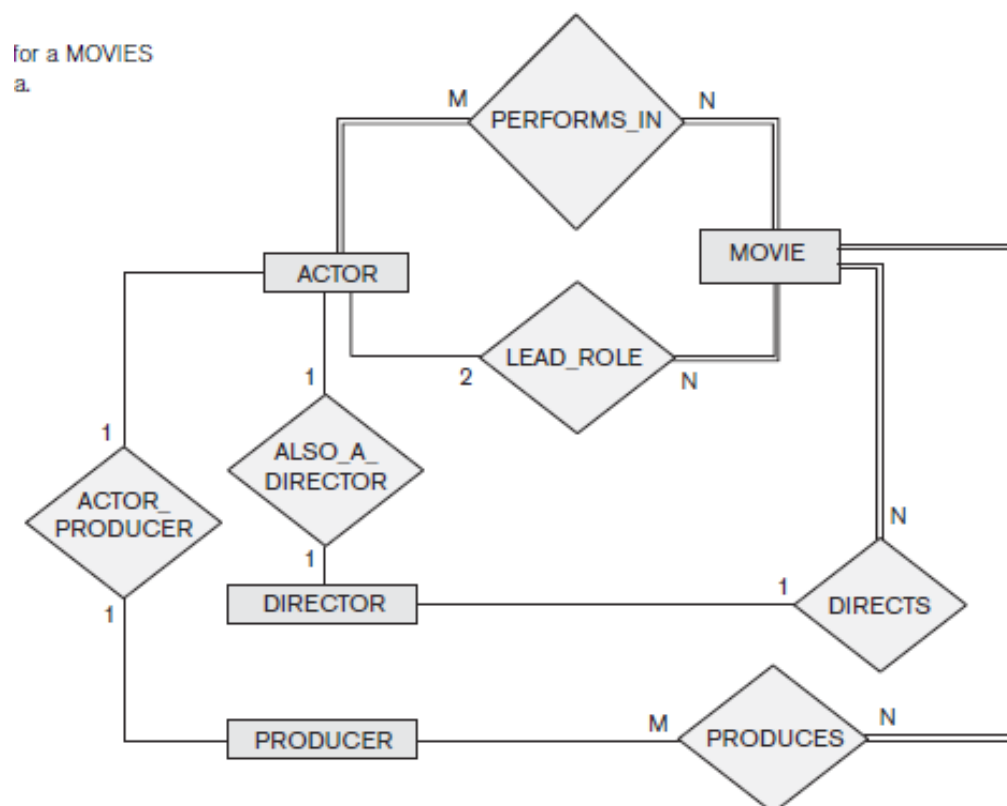 for a MOVIES
a.
M
PERFORMS_IN
N
MOVIE
ACTOR
2
LEAD_ROLE
N
1
ALSO_A_
DIRECTOR
1
1
ACTOR_
PRODUCER
1
DIRECTOR
1
DIRECTS
N
PRODUCER
M
PRODUCES
N